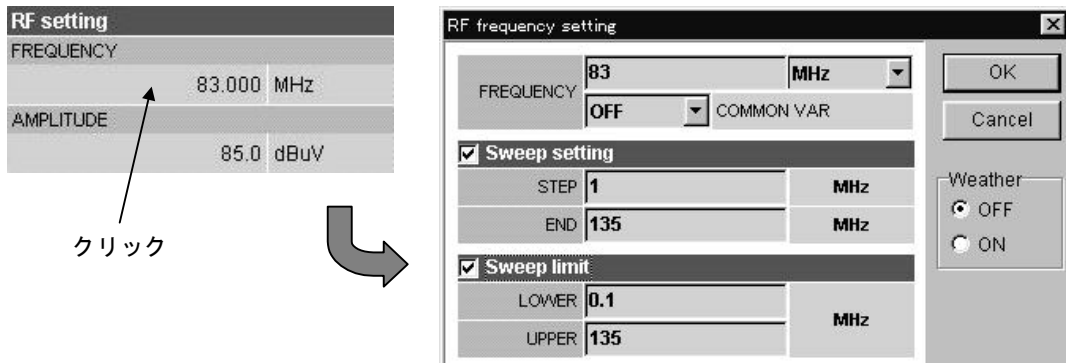 RF setting
FREQUENCY
83.000 MHz
AMPLITUDE
85.0 dBuV
クリック
RF frequency setting
OK
Cancel
FREQUENCY 83 MHz
OFF COMMON VAR
Sweep setting
STEP 1 MHz
END 135 MHz
Weather
OFF
ON
Sweep limit
LOWER 0.1
MHz
UPPER 135